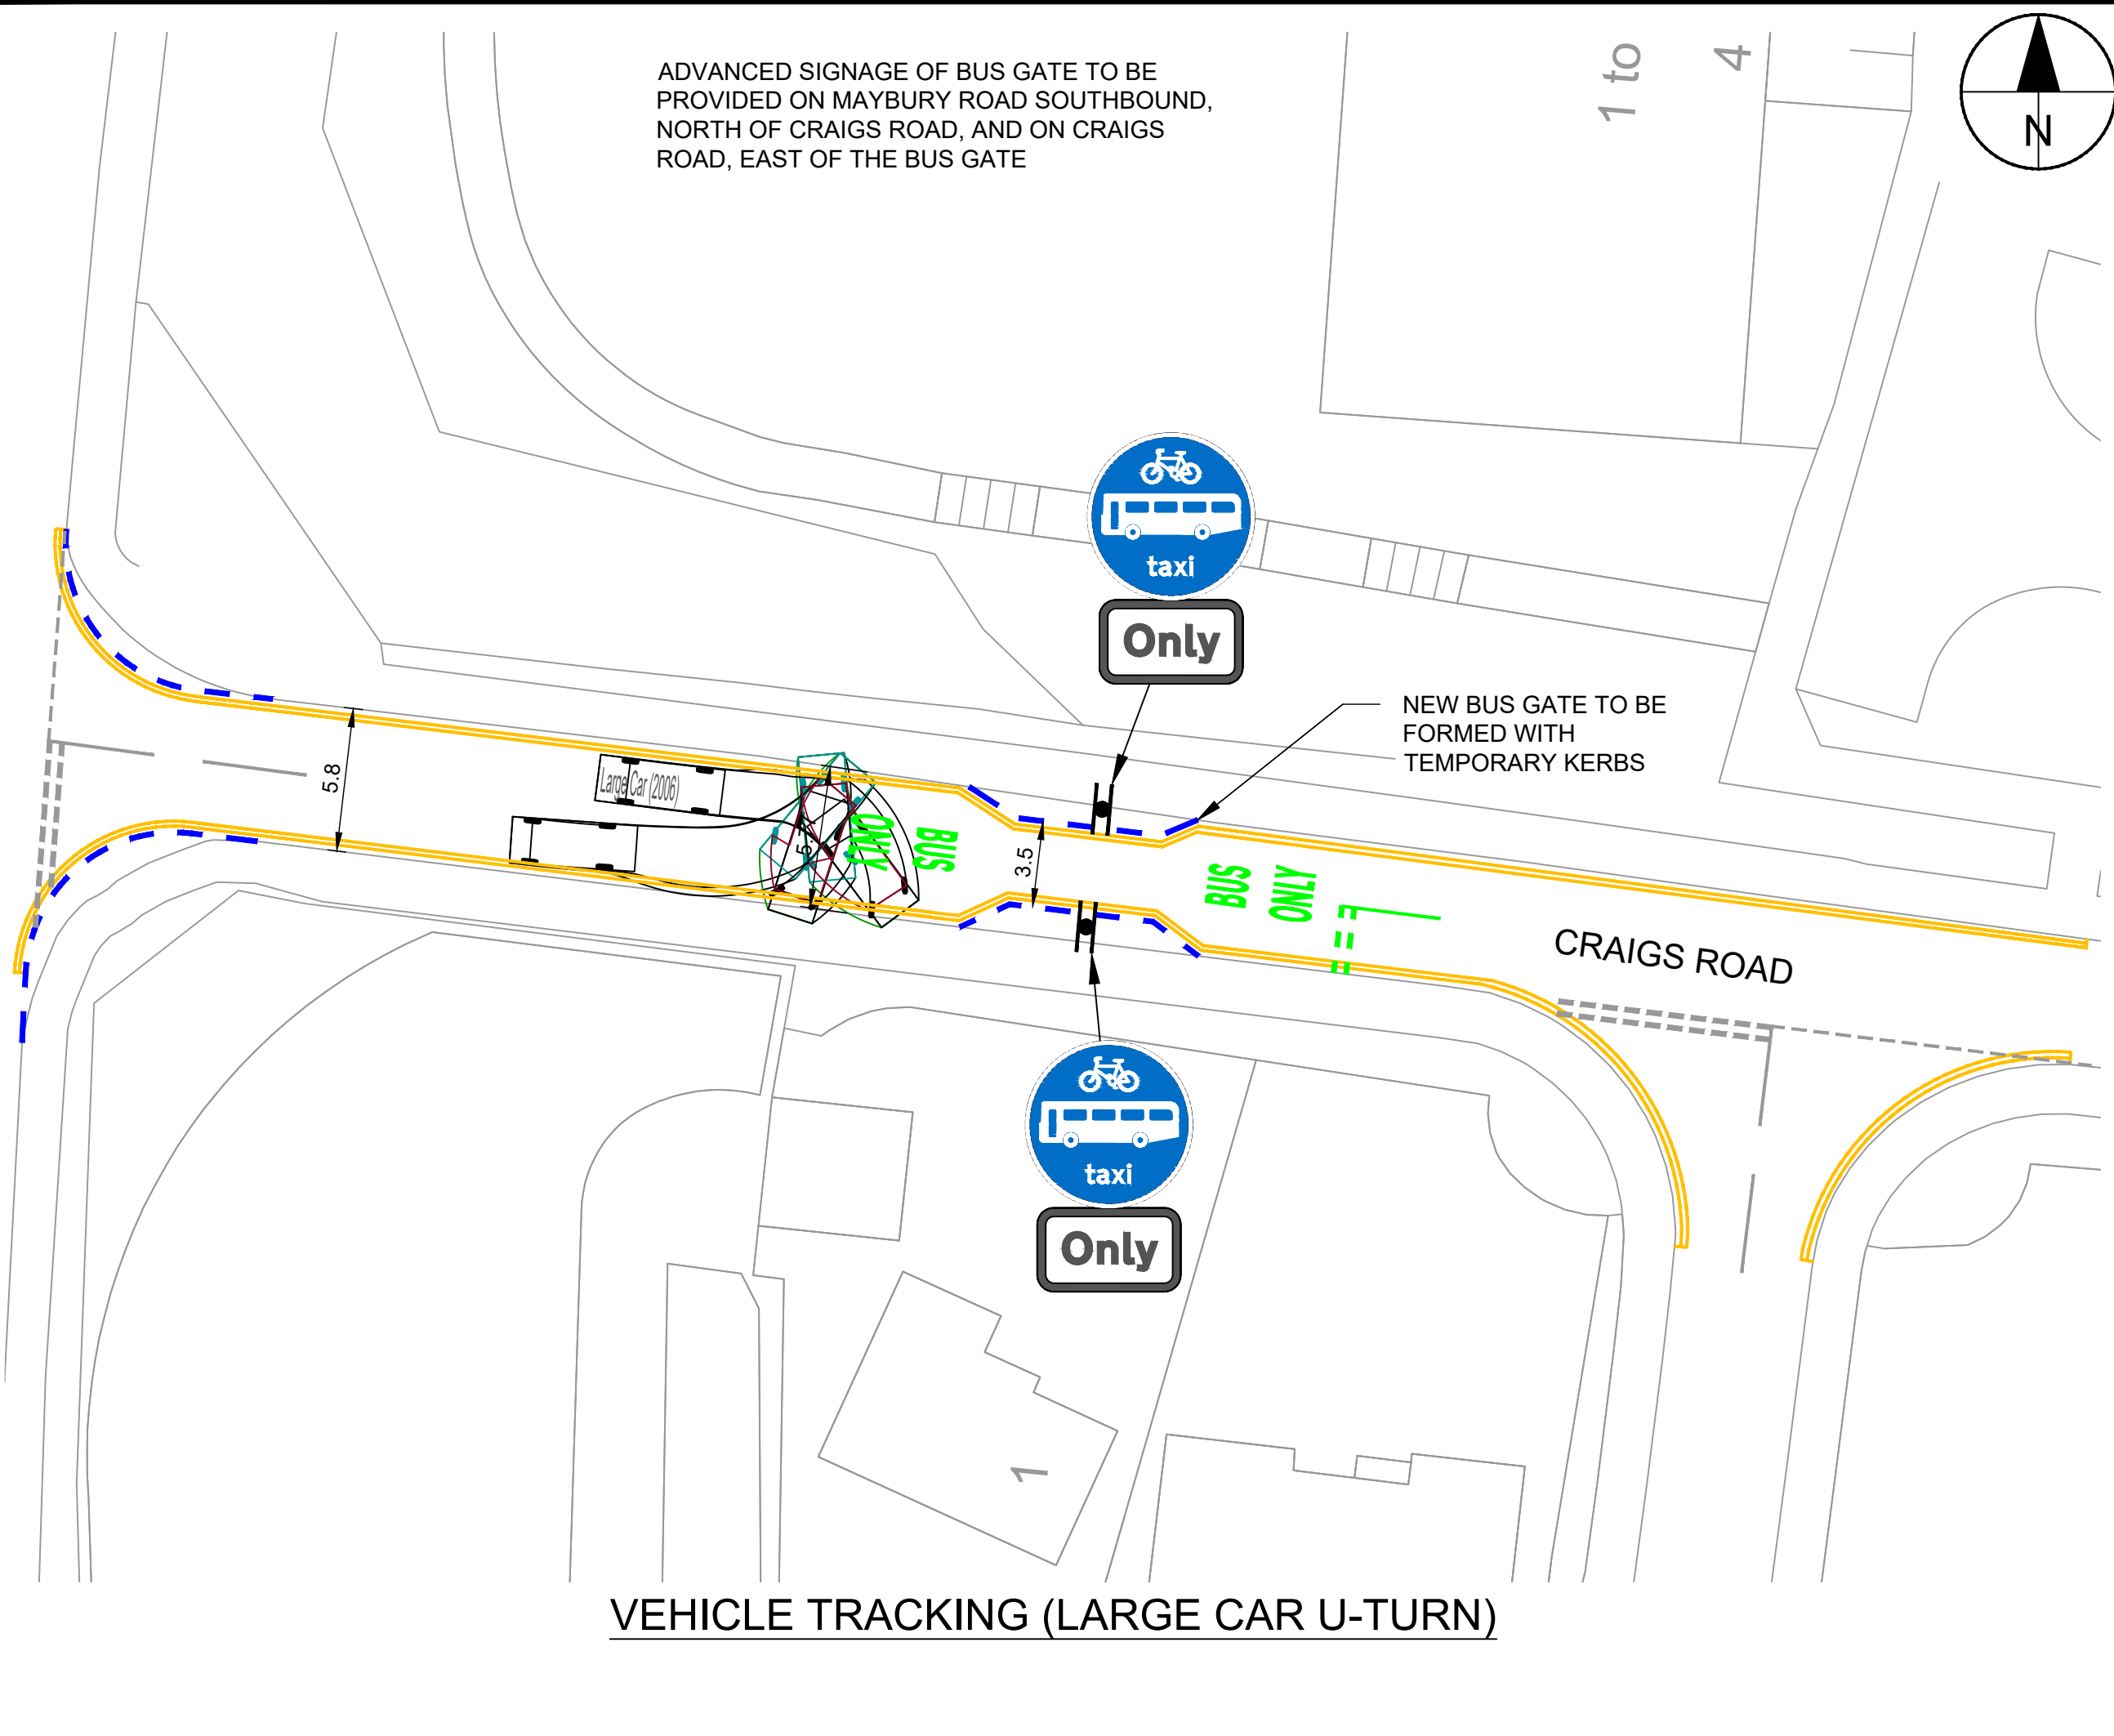 ADVANCED SIGNAGE OF BUS GATE TO BE
PROVIDED ON MAYBURY ROAD SOUTHBOUND,
NORTH OF CRAIGS ROAD, AND ON CRAIGS
ROAD, EAST OF THE BUS GATE
1 to
4
N
taxi
Only
NEW BUS GATE TO BE
FORMED WITH
TEMPORARY KERBS
5.8
Large Car (2006)
ONLY
BUS
3.5
BUS
ONLY
CRAIGS ROAD
taxi
Only
1
VEHICLE TRACKING (LARGE CAR U-TURN)